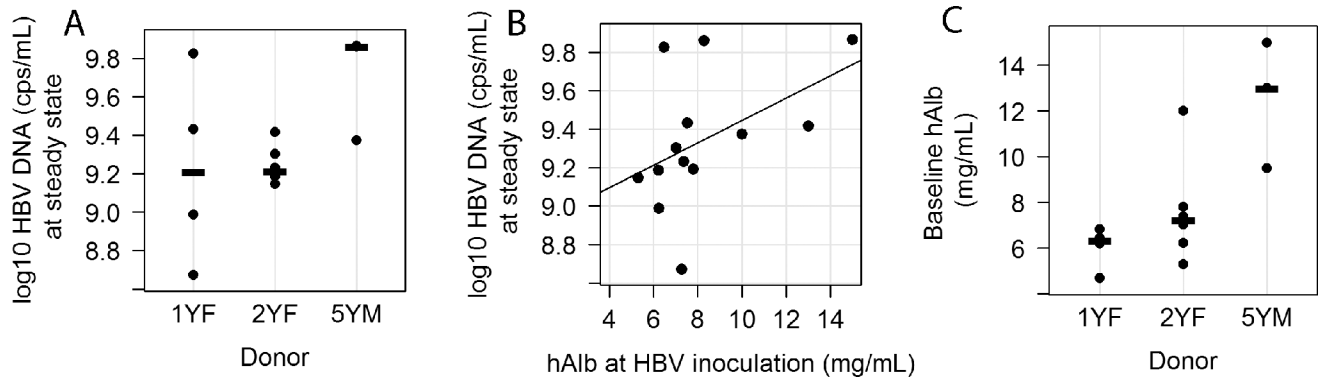 A
log10 HBV DNA (cps/mL)
at steady state
9.8
9.6
9.4
9.2
9.0
8.8
1YF 2YF 5YM
Donor
B
log10 HBV DNA (cps/mL)
at steady state
9.8
9.6
9.4
9.2
9.0
8.8
4 6 8 10 12 14
hAlb at HBV inoculation (mg/mL)
C
Baseline hAlb
(mg/mL)
14
12
10
8
6
1YF 2YF 5YM
Donor